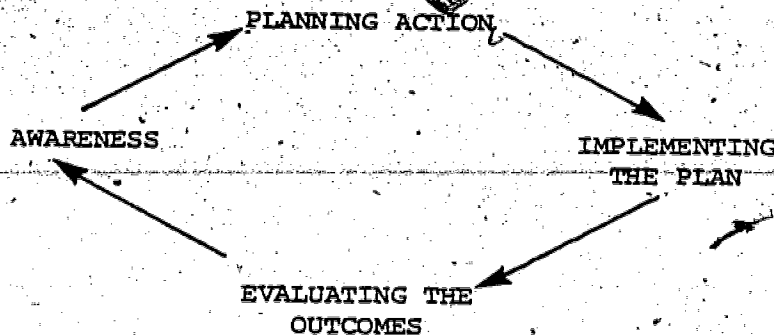 PLANNING ACTION
AWARENESS
IMPLEMENTING
THE PLAN
EVALUATING THE
OUTCOMES